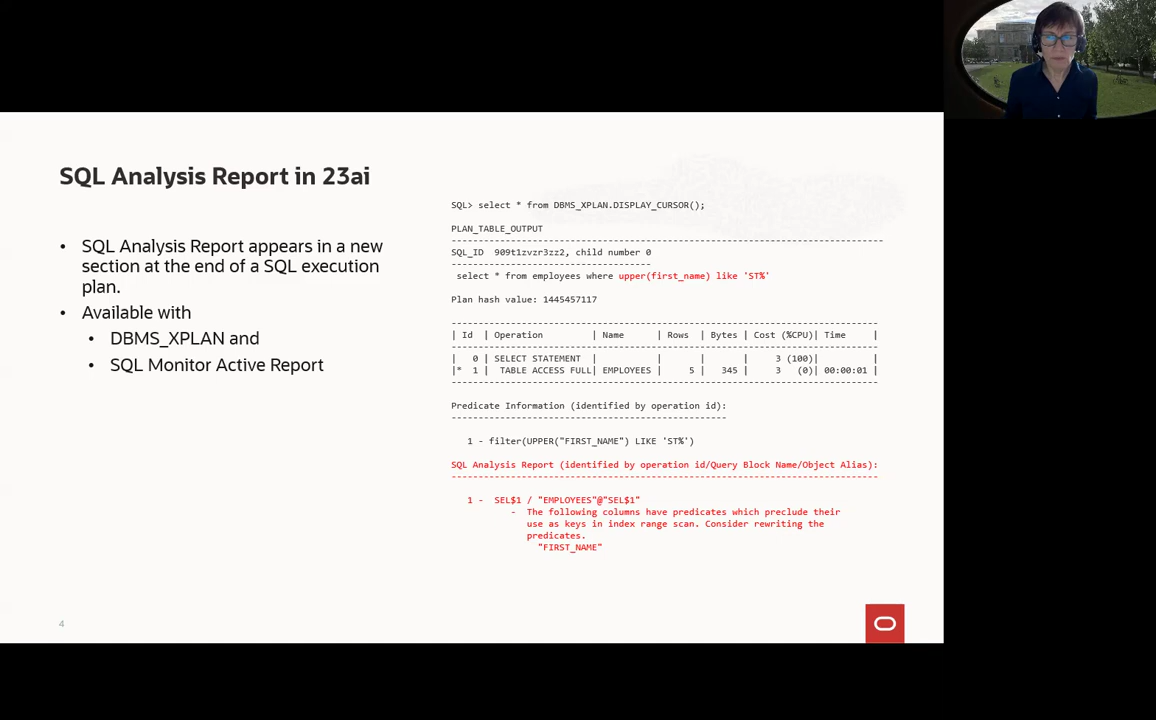 SQL Analysis Report in 23ai
• SQL Analysis Report appears in a new
section at the end of a SQL execution
plan.
• Available with
• DBMS_XPLAN and
• SQL Monitor Active Report
SQL> select * from DBMS_XPLAN.DISPLAY_CURSOR();
PLAN_TABLE_OUTPUT
--------------------------------------------------------------------------------
SQL_ID  909t1zvzr3zz2, child number 0
-------------------------------------
select * from employees where upper(first_name) like 'ST%'
Plan hash value: 1445457117
-------------------------------------------------------------------------------
| Id  | Operation         | Name      | Rows  | Bytes | Cost (%CPU)| Time     |
-------------------------------------------------------------------------------
|   0 | SELECT STATEMENT  |           |       |       |     3 (100)|          |
|*  1 |  TABLE ACCESS FULL| EMPLOYEES |     5 |   345 |     3   (0)| 00:00:01 |
-------------------------------------------------------------------------------
Predicate Information (identified by operation id):
---------------------------------------------------
1 - filter(UPPER("FIRST_NAME") LIKE 'ST%')
SQL Analysis Report (identified by operation id/Query Block Name/Object Alias):
-------------------------------------------------------------------------------
1 -  SEL$1 / "EMPLOYEES"@"SEL$1"
-  The following columns have predicates which preclude their
use as keys in index range scan. Consider rewriting the
predicates.
"FIRST_NAME"
4